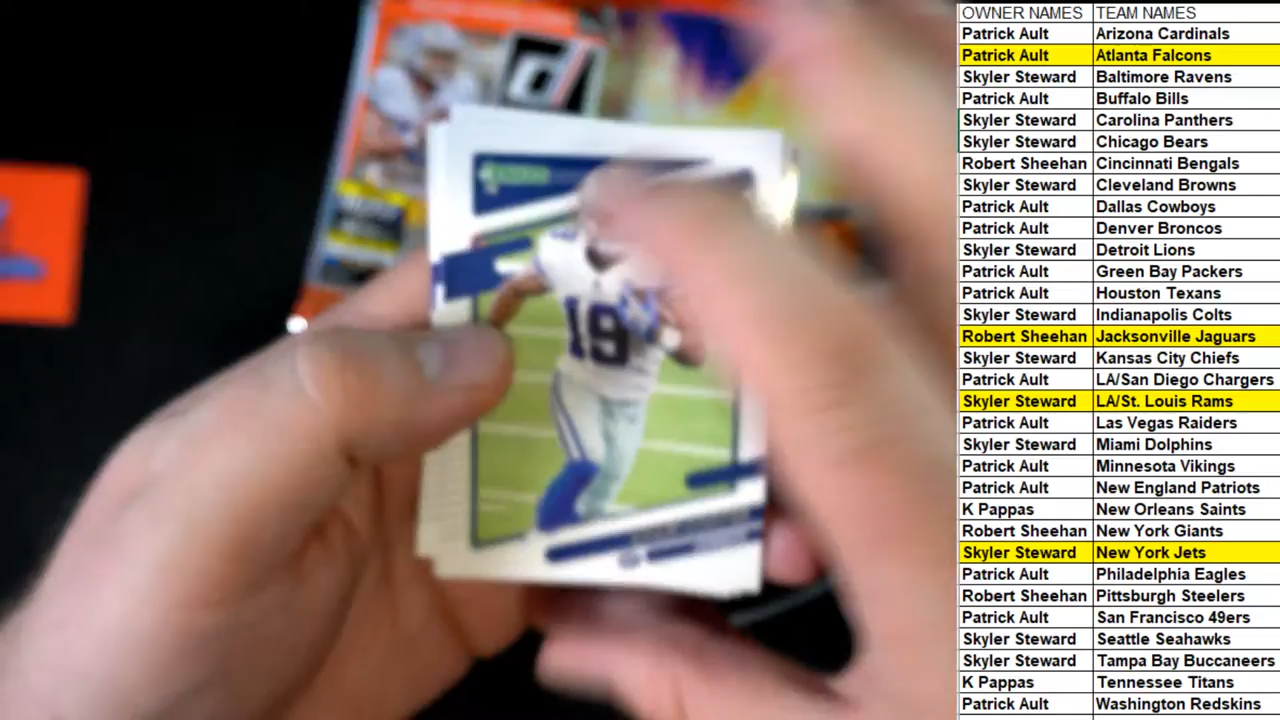 OWNER NAMES TEAM NAMES
Patrick Ault Arizona Cardinals
Patrick Ault Atlanta Falcons
Skyler Steward Baltimore Ravens
Patrick Ault Buffalo Bills
Skyler Steward Carolina Panthers
Skyler Steward Chicago Bears
Robert Sheehan Cincinnati Bengals
Skyler Steward Cleveland Browns
Patrick Ault Dallas Cowboys
Patrick Ault Denver Broncos
Skyler Steward Detroit Lions
Patrick Ault Green Bay Packers
Patrick Ault Houston Texans
Skyler Steward Indianapolis Colts
Robert Sheehan Jacksonville Jaguars
Skyler Steward Kansas City Chiefs
Patrick Ault LA/San Diego Chargers
Skyler Steward LA/St. Louis Rams
Patrick Ault Las Vegas Raiders
Skyler Steward Miami Dolphins
Patrick Ault Minnesota Vikings
Patrick Ault New England Patriots
K Pappas New Orleans Saints
Robert Sheehan New York Giants
Skyler Steward New York Jets
Patrick Ault Philadelphia Eagles
Robert Sheehan Pittsburgh Steelers
Patrick Ault San Francisco 49ers
Skyler Steward Seattle Seahawks
Skyler Steward Tampa Bay Buccaneers
K Pappas Tennessee Titans
Patrick Ault Washington Redskins
19